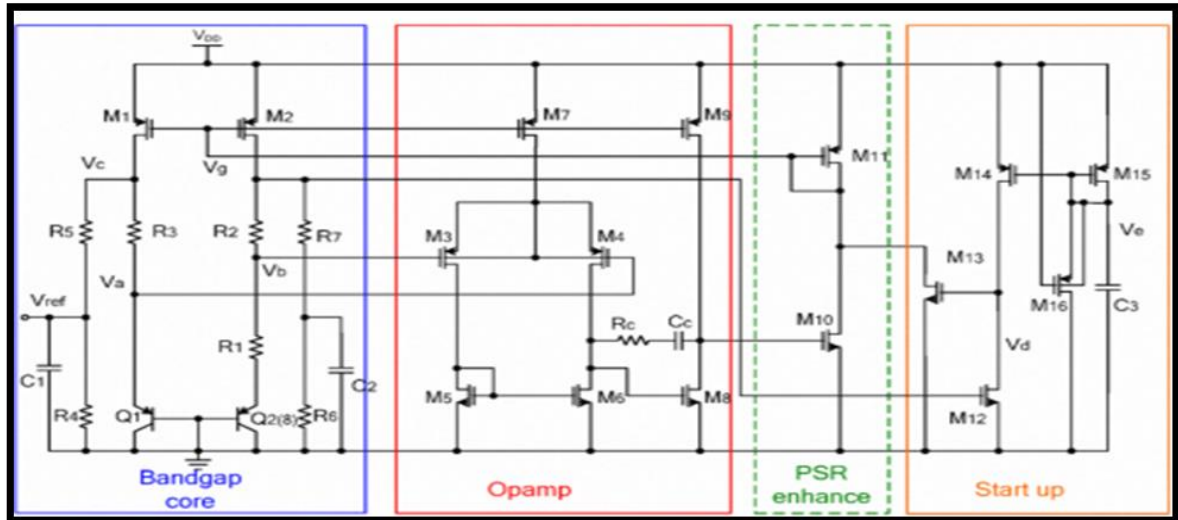 VDD
M1
M2
M7
M9
Vc
Vg
M11
M14
M15
R5
R3
R2
R7
M3
M4
Ve
Va
Vb
M13
Vref
M16
C3
Rc
Cc
M10
R1
Vd
C1
C2
M5
M6
M8
R4
Q1
Q2(8)
R6
M12
Bandgap
core
Opamp
PSR
enhance
Start up